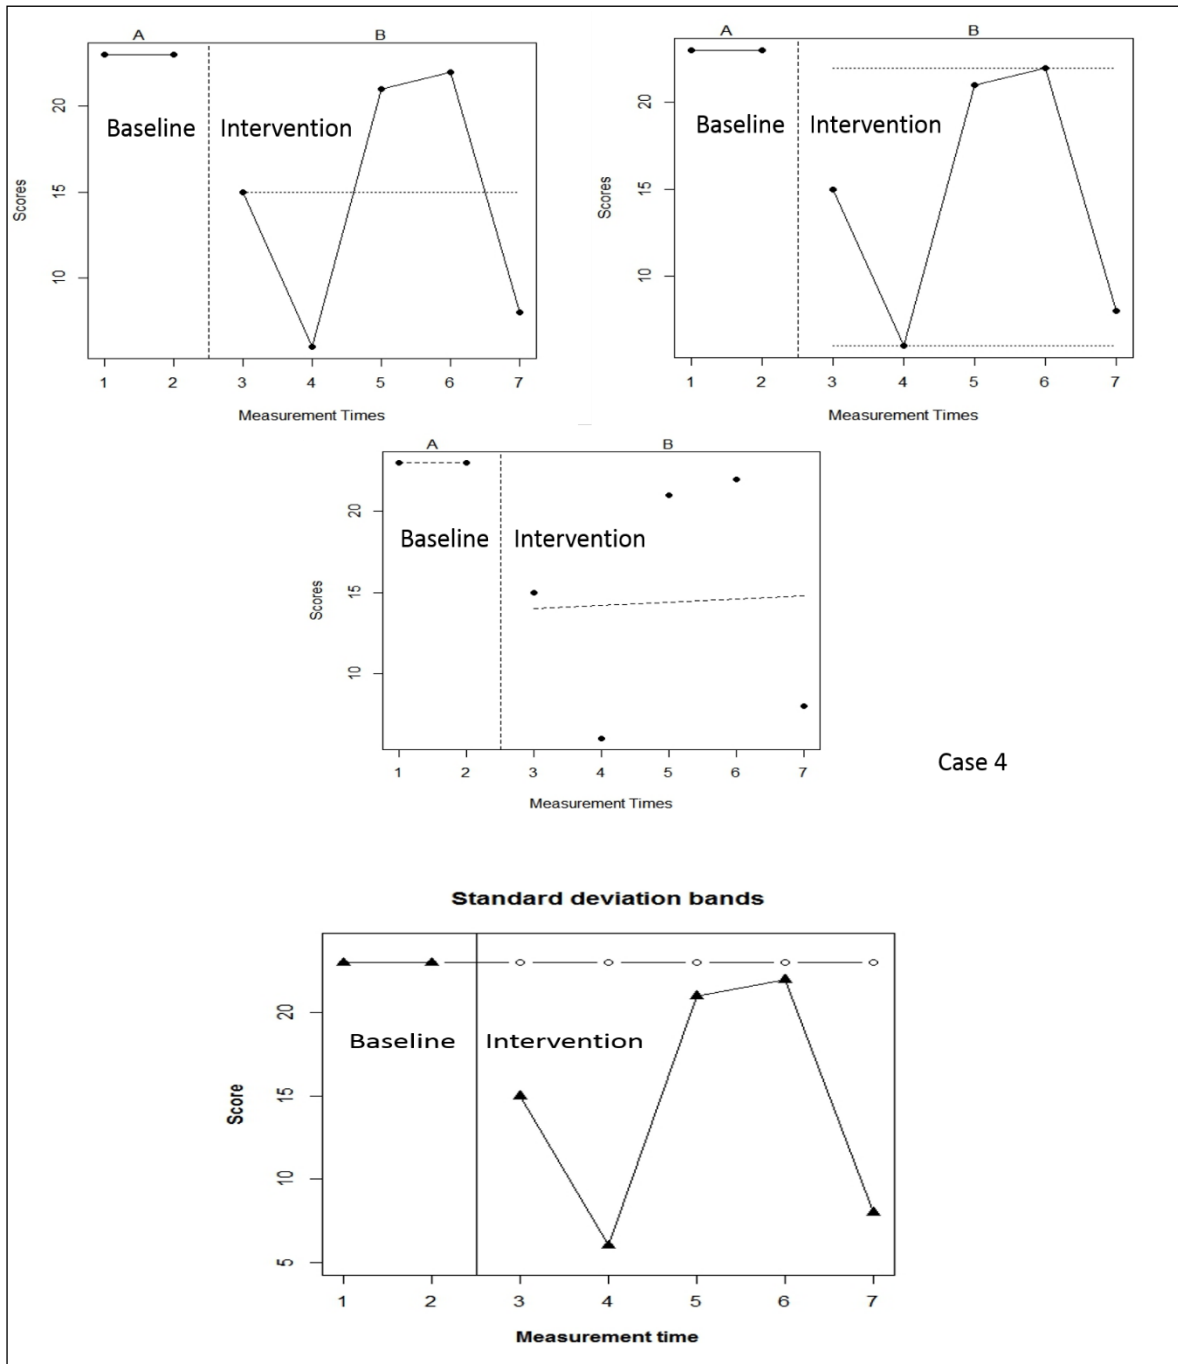 A B
20
15
10
Scores
Baseline Intervention
1 2 3 4 5 6 7
Measurement Times
A B
20
15
10
Scores
Baseline Intervention
1 2 3 4 5 6 7
Measurement Times
A B
20
15
10
Scores
Baseline Intervention
1 2 3 4 5 6 7
Measurement Times
Case 4
Standard deviation bands
20
15
10
5
Score
Baseline Intervention
1 2 3 4 5 6 7
Measurement time